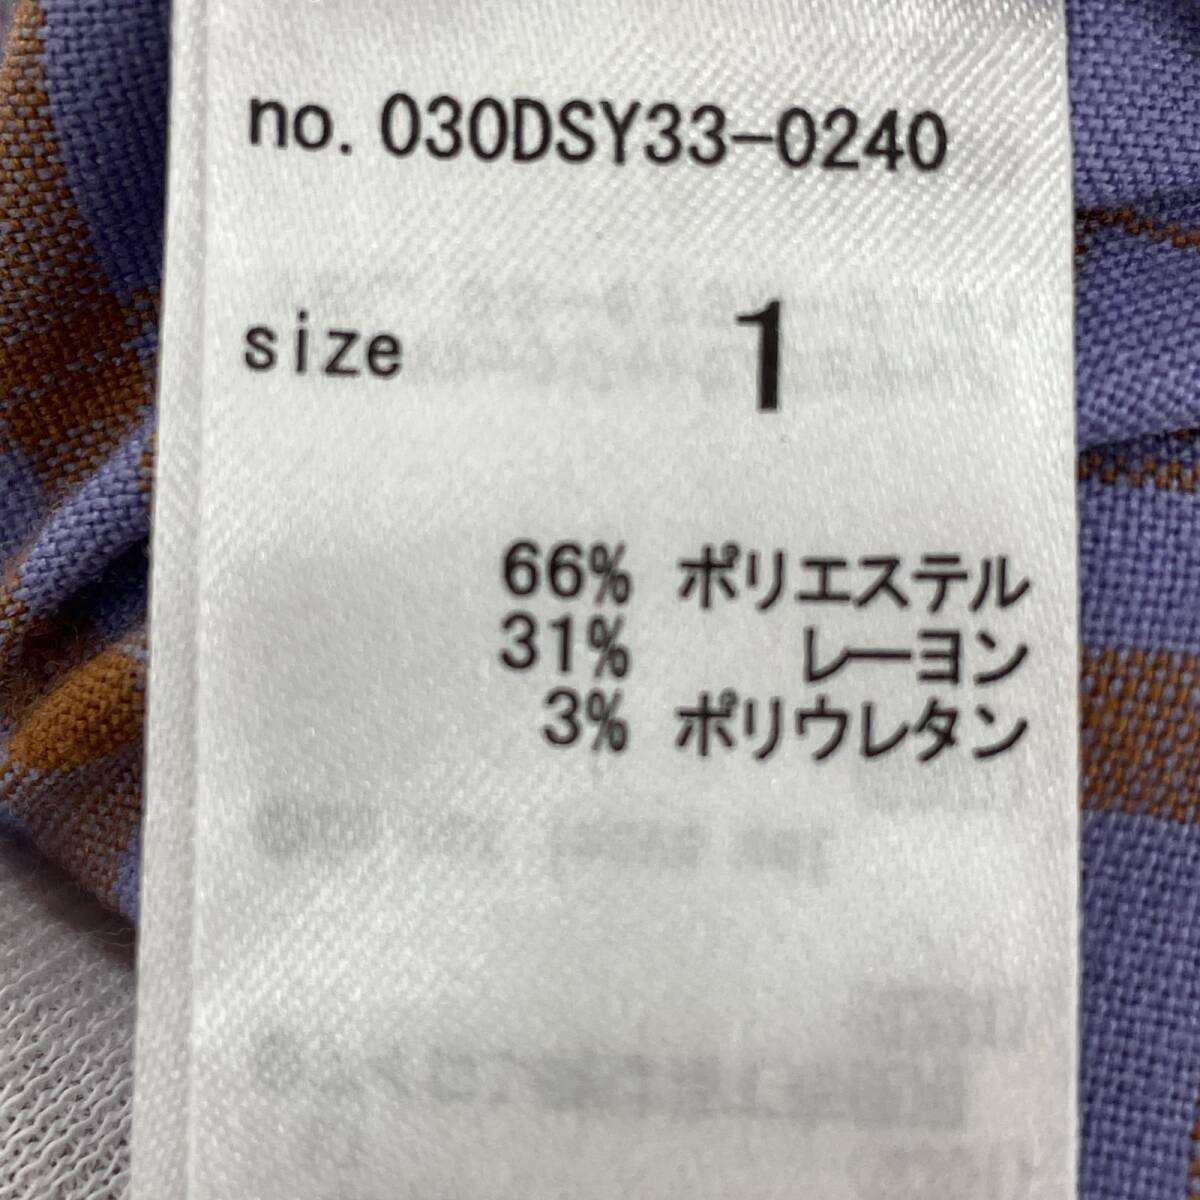 no. 030DSY33-0240
size 1
66% ポリエステル
31% レーヨン
3% ポリウレタン